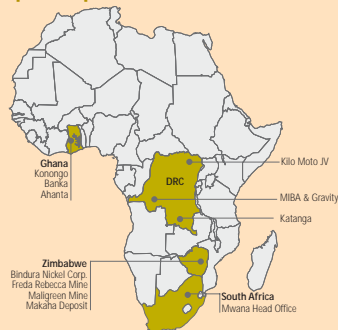 Ghana
Konongo
Banka
Ahanta
DRC
Kilo Moto JV
MIBA & Gravity
Katanga
Zimbabwe
Bindura Nickel Corp.
Freda Rebecca Mine
Maligreen Mine
Makaha Deposit
South Africa
Mwana Head Office